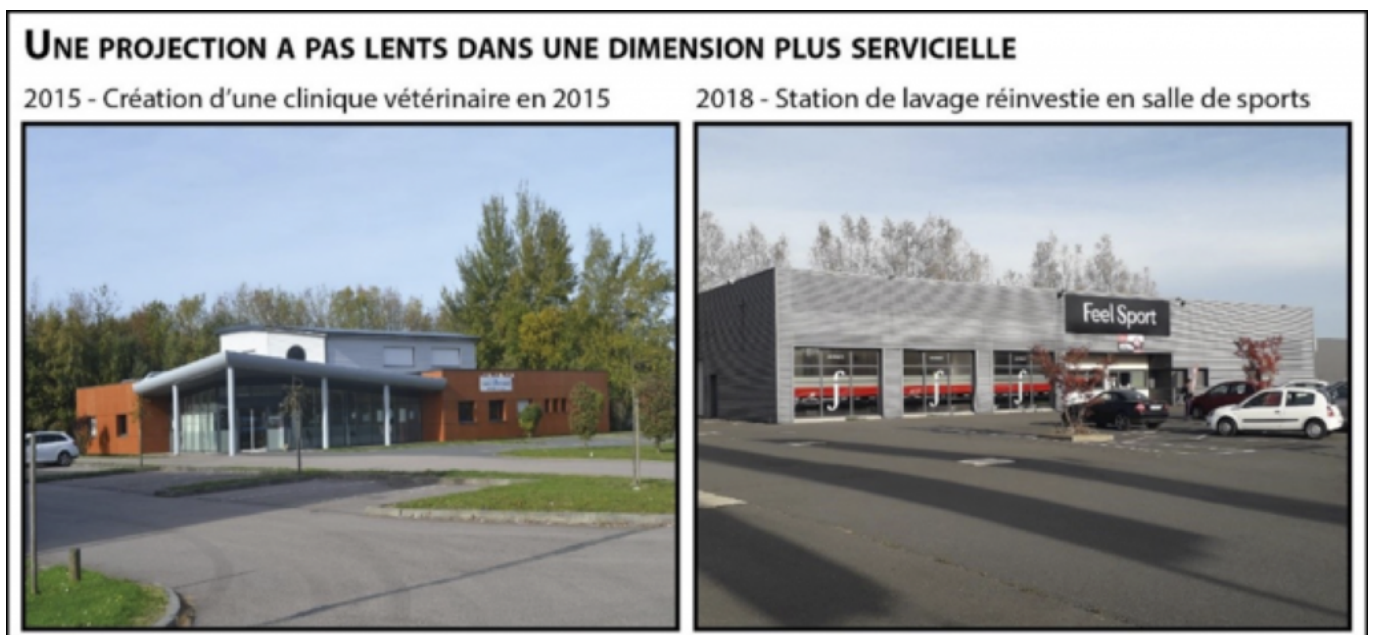 UNE PROJECTION A PAS LENTS DANS UNE DIMENSION PLUS SERVICIELLE
2015 - Création d'une clinique vétérinaire en 2015
2018 - Station de lavage réinvestie en salle de sports
Feel Sport
f f f